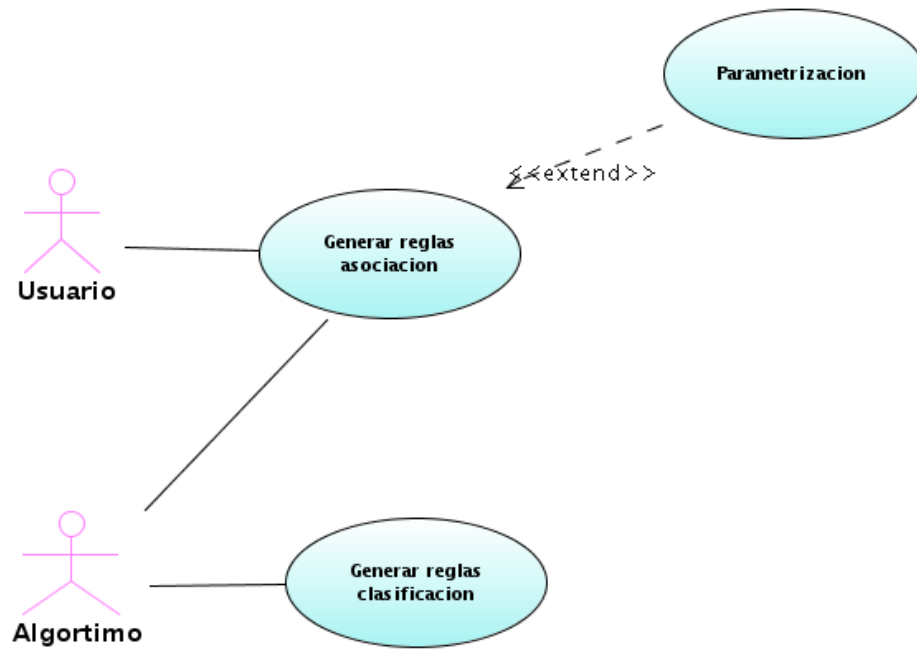 Parametrizacion
<<extend>>
Generar reglas
asociacion
Usuario
Generar reglas
clasificacion
Algortimo